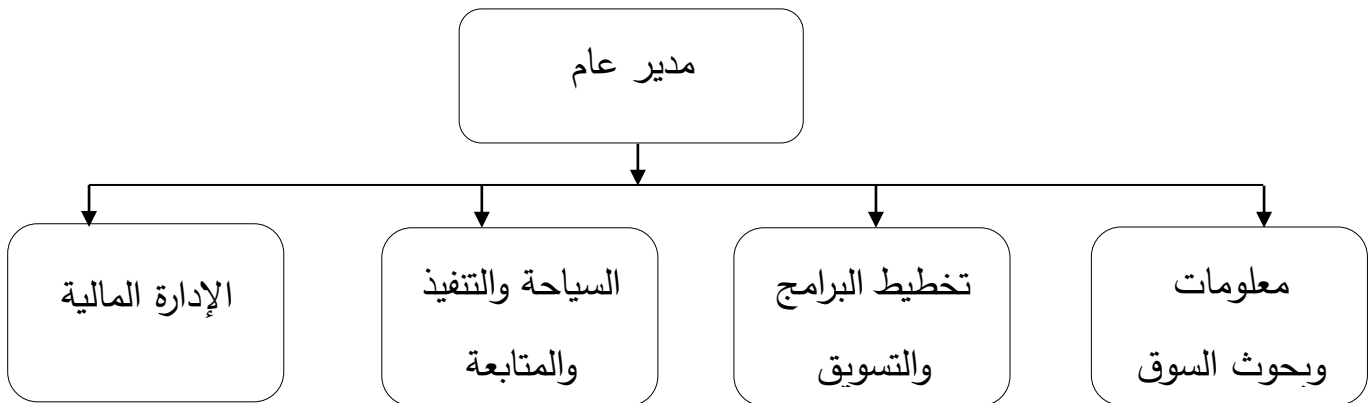 مدير عام
معلومات
وبحوث السوق
تخطيط البرامج
والتسويق
السياحة والتنفيذ
والمتابعة
الإدارة المالية